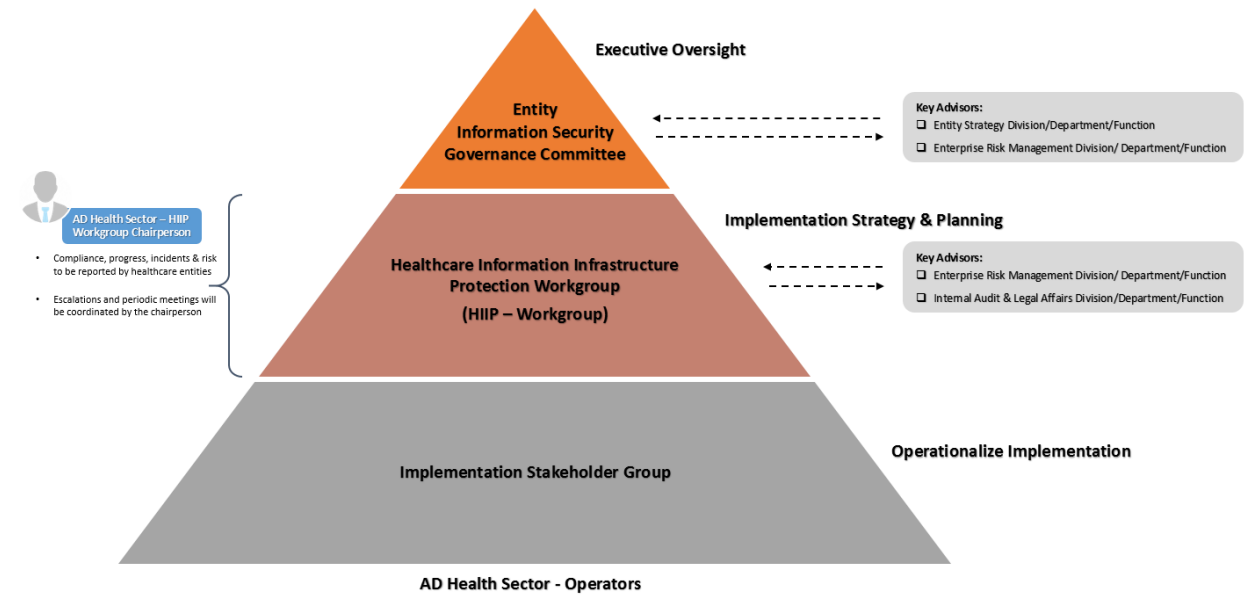 Executive Oversight
Entity
Information Security
Governance Committee
Key Advisors:
Entity Strategy Division/Department/Function
Enterprise Risk Management Division/ Department/Function
AD Health Sector – HIIP
Workgroup Chairperson
• Compliance, progress, incidents & risk
to be reported by healthcare entities
• Escalations and periodic meetings will
be coordinated by the chairperson
Implementation Strategy & Planning
Healthcare Information Infrastructure
Protection Workgroup
(HIIP – Workgroup)
Key Advisors:
Enterprise Risk Management Division/ Department/Function
Internal Audit & Legal Affairs Division/Department/Function
Operationalize Implementation
Implementation Stakeholder Group
AD Health Sector - Operators